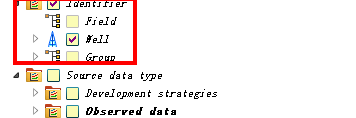 Identifier
Field
Well
Group
Source data type
Development strategies
Observed data